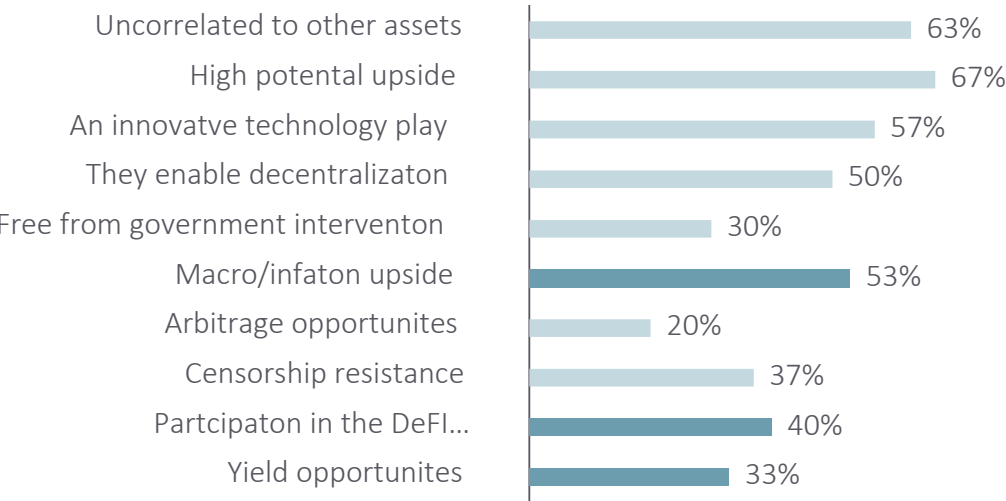 Uncorrelated to other assets 63%
High potental upside 67%
An innovatve technology play 57%
They enable decentralizaton 50%
Free from government interventon 30%
Macro/infaton upside 53%
Arbitrage opportunites 20%
Censorship resistance 37%
Partcipaton in the DeFI... 40%
Yield opportunites 33%